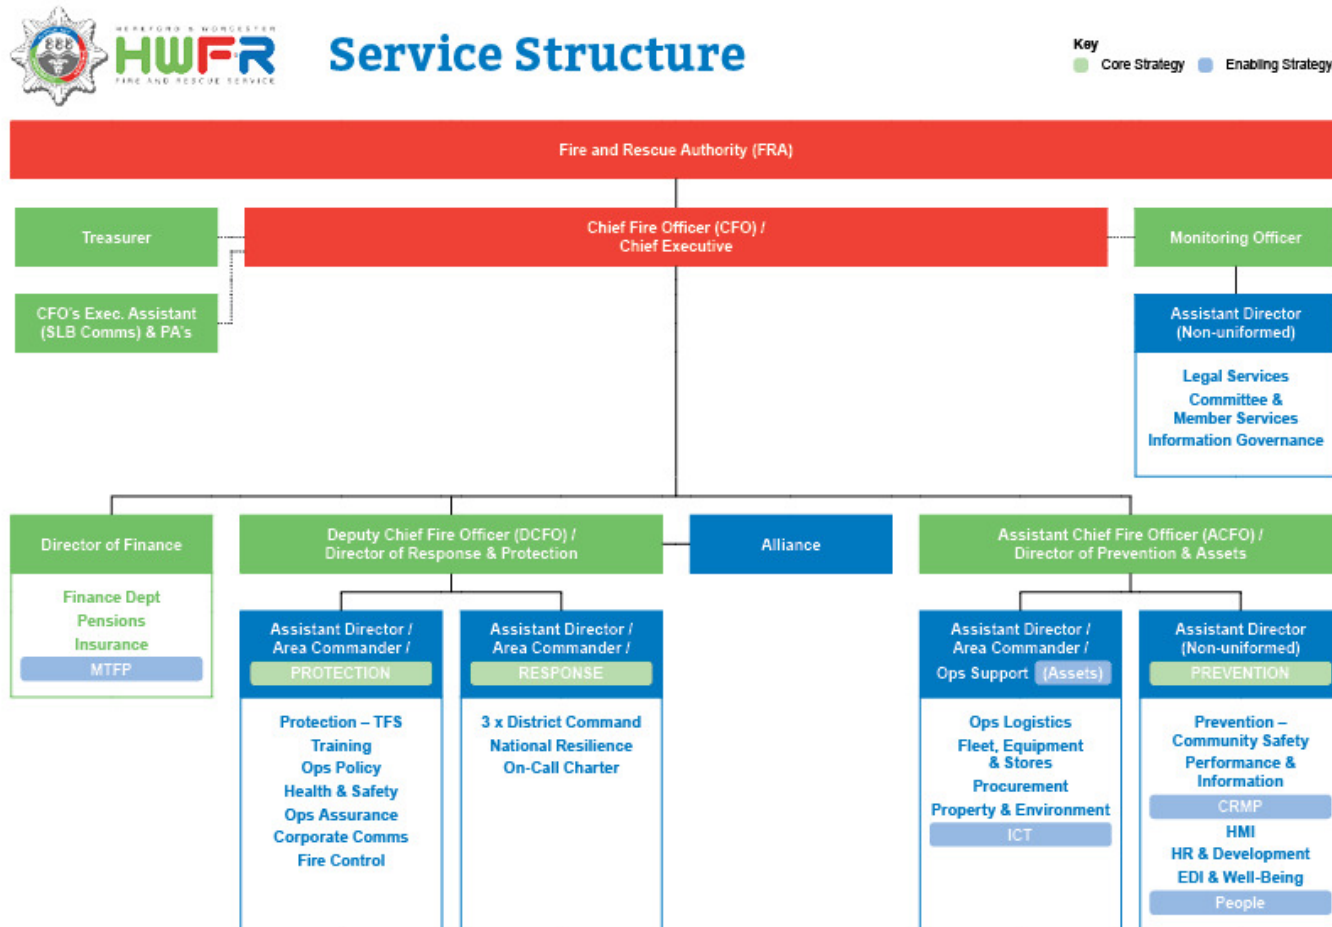 HEREFORD & WORCESTER
HWFR
FIRE AND RESCUE SERVICE
Service Structure
Key
Core Strategy
Enabling Strategy
Fire and Rescue Authority (FRA)
Treasurer
Chief Fire Officer (CFO) /
Chief Executive
Monitoring Officer
CFO's Exec. Assistant
(SLB Comms) & PA's
Assistant Director
(Non-uniformed)
Legal Services
Committee &
Member Services
Information Governance
Director of Finance
Finance Dept
Pensions
Insurance
MTFP
Deputy Chief Fire Officer (DCFO) /
Director of Response & Protection
Alliance
Assistant Chief Fire Officer (ACFO) /
Director of Prevention & Assets
Assistant Director /
Area Commander /
PROTECTION
Protection – TFS
Training
Ops Policy
Health & Safety
Ops Assurance
Corporate Comms
Fire Control
Assistant Director /
Area Commander /
RESPONSE
3 x District Command
National Resilience
On-Call Charter
Assistant Director /
Area Commander /
Ops Support (Assets)
Ops Logistics
Fleet, Equipment
& Stores
Procurement
Property & Environment
ICT
Assistant Director
(Non-uniformed)
PREVENTION
Prevention –
Community Safety
Performance &
Information
CRMP
HMI
HR & Development
EDI & Well-Being
People